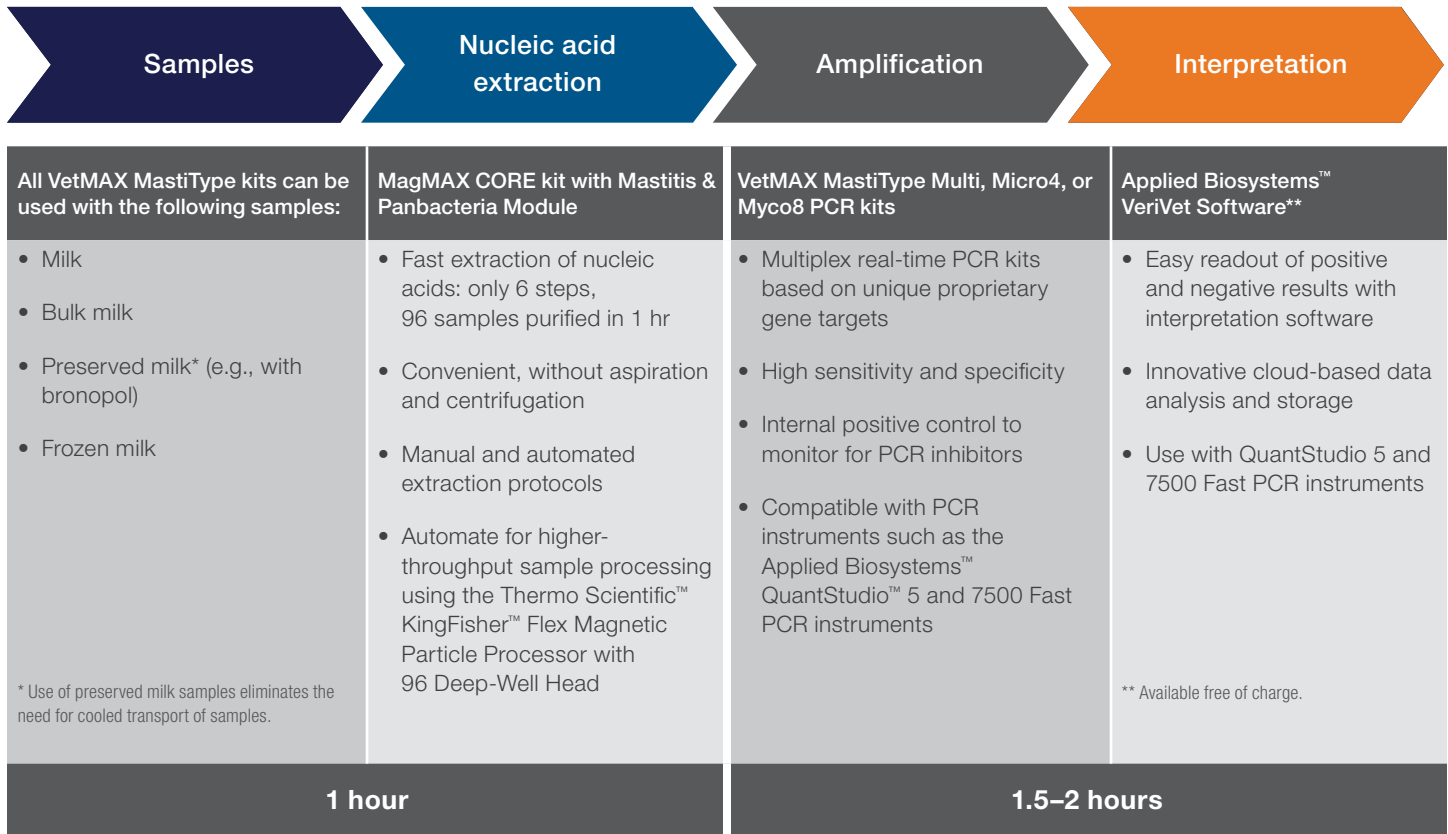 Samples
Nucleic acid
extraction
Amplification
Interpretation
All VetMAX MastiType kits can be
used with the following samples:
• Milk
• Bulk milk
• Preserved milk* (e.g., with
bronopol)
• Frozen milk
* Use of preserved milk samples eliminates the
need for cooled transport of samples.
MagMAX CORE kit with Mastitis &
Panbacteria Module
• Fast extraction of nucleic
acids: only 6 steps,
96 samples purified in 1 hr
• Convenient, without aspiration
and centrifugation
• Manual and automated
extraction protocols
• Automate for higher-
throughput sample processing
using the Thermo Scientific™
KingFisher™ Flex Magnetic
Particle Processor with
96 Deep-Well Head
VetMAX MastiType Multi, Micro4, or
Myco8 PCR kits
• Multiplex real-time PCR kits
based on unique proprietary
gene targets
• High sensitivity and specificity
• Internal positive control to
monitor for PCR inhibitors
• Compatible with PCR
instruments such as the
Applied Biosystems™
QuantStudio™ 5 and 7500 Fast
PCR instruments
Applied Biosystems™
VeriVet Software**
• Easy readout of positive
and negative results with
interpretation software
• Innovative cloud-based data
analysis and storage
• Use with QuantStudio 5 and
7500 Fast PCR instruments
** Available free of charge.
1 hour
1.5–2 hours